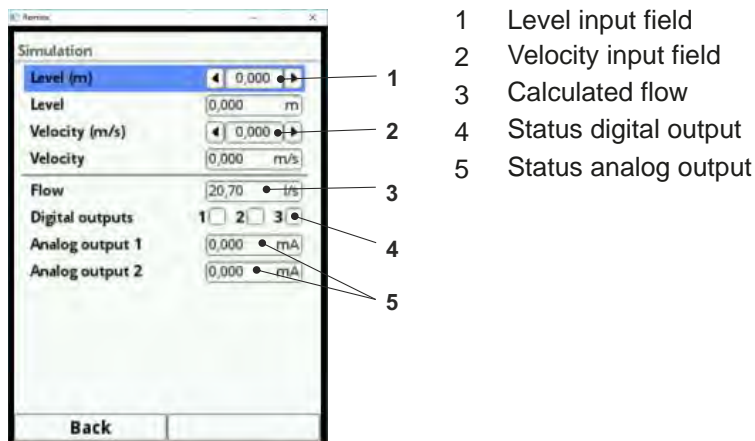 Remox
Simulation
Level (m) 0,000
Level 0,000 m
Velocity (m/s) 0,000
Velocity 0,000 m/s
Flow 20,70 l/s
Digital outputs 1 2 3
Analog output 1 0,000 mA
Analog output 2 0,000 mA
Back
1
2
3
4
5
1 Level input field
2 Velocity input field
3 Calculated flow
4 Status digital output
5 Status analog output